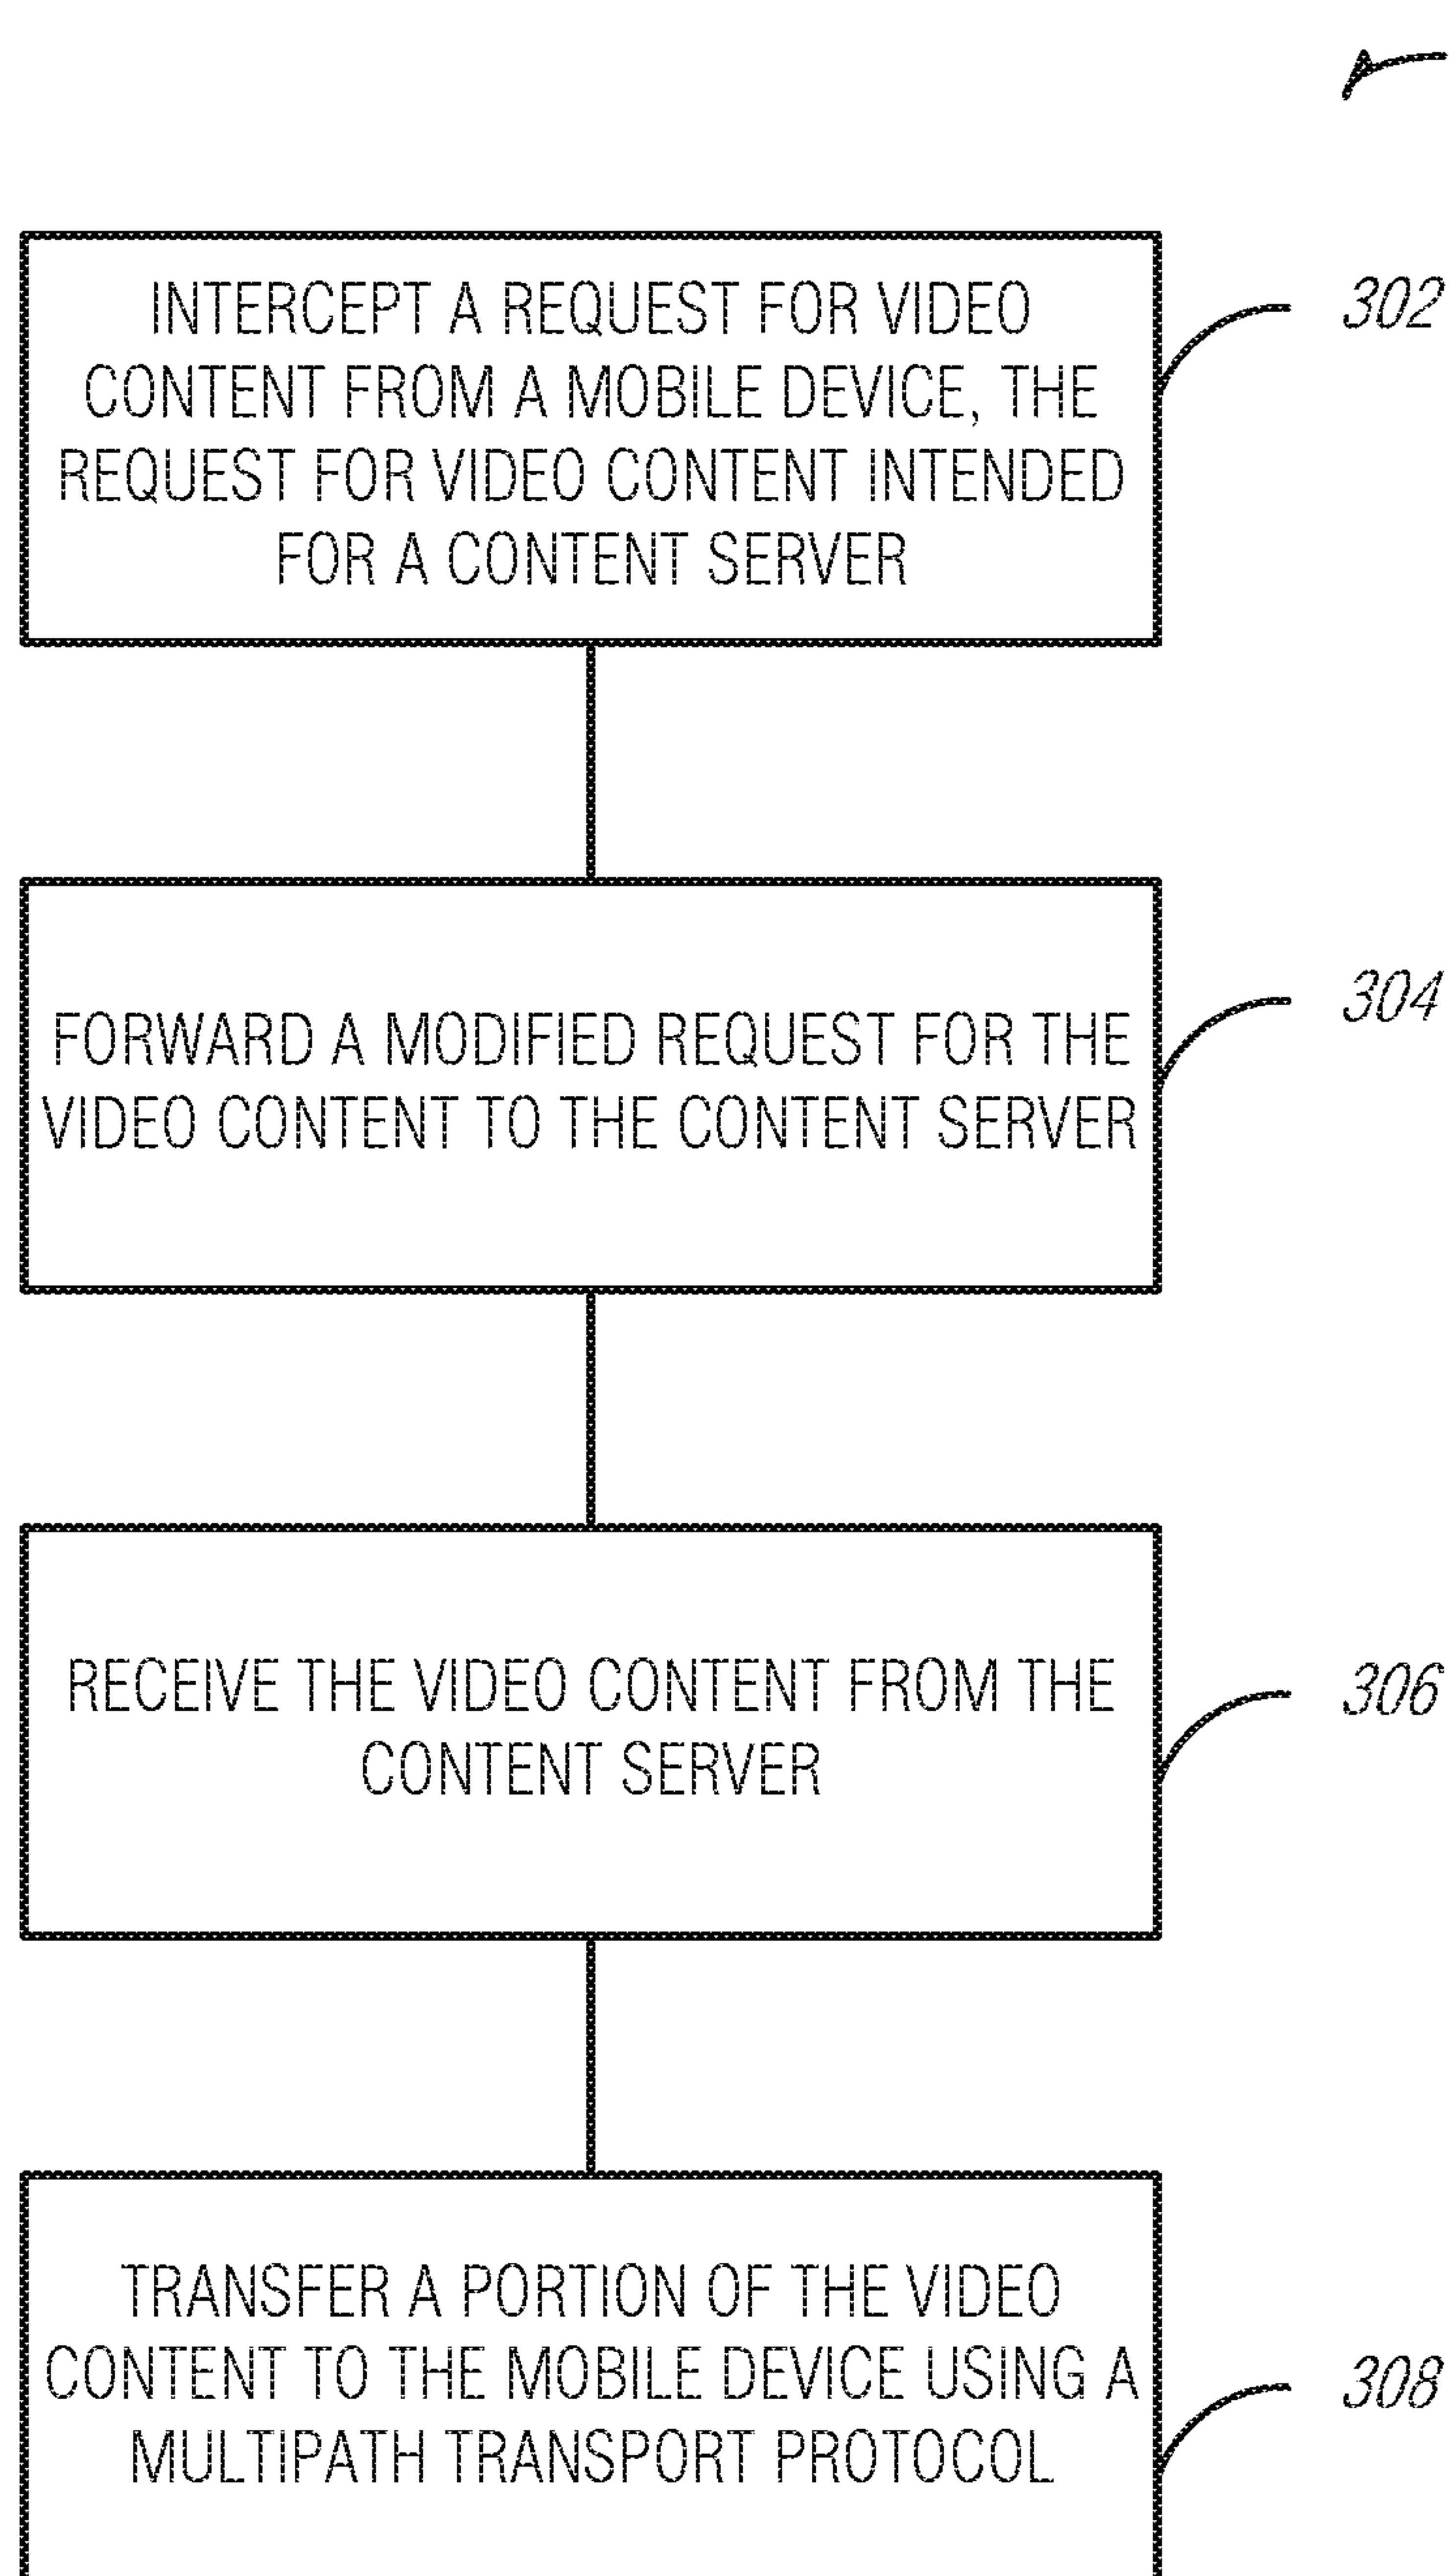 INTERCEPT A REQUEST FOR VIDEO
CONTENT FROM A MOBILE DEVICE, THE
REQUEST FOR VIDEO CONTENT INTENDED
FOR A CONTENT SERVER
302
FORWARD A MODIFIED REQUEST FOR THE
VIDEO CONTENT TO THE CONTENT SERVER
304
RECEIVE THE VIDEO CONTENT FROM THE
CONTENT SERVER
306
TRANSFER A PORTION OF THE VIDEO
CONTENT TO THE MOBILE DEVICE USING A
MULTIPATH TRANSPORT PROTOCOL
308